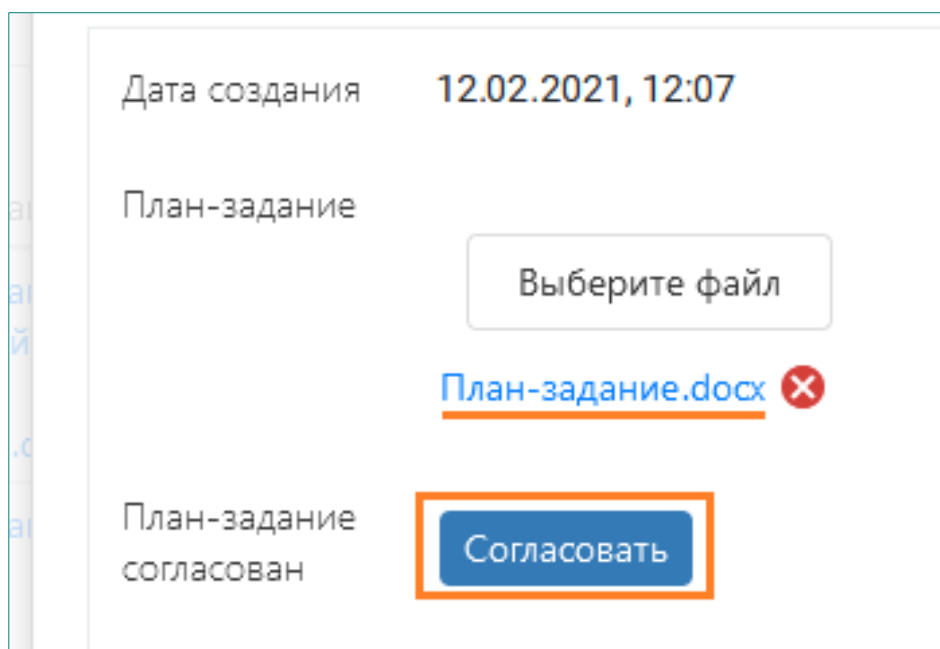 Дата создания 12.02.2021, 12:07
План-задание
Выберите файл
План-задание.docx
План-задание
согласован
Согласовать